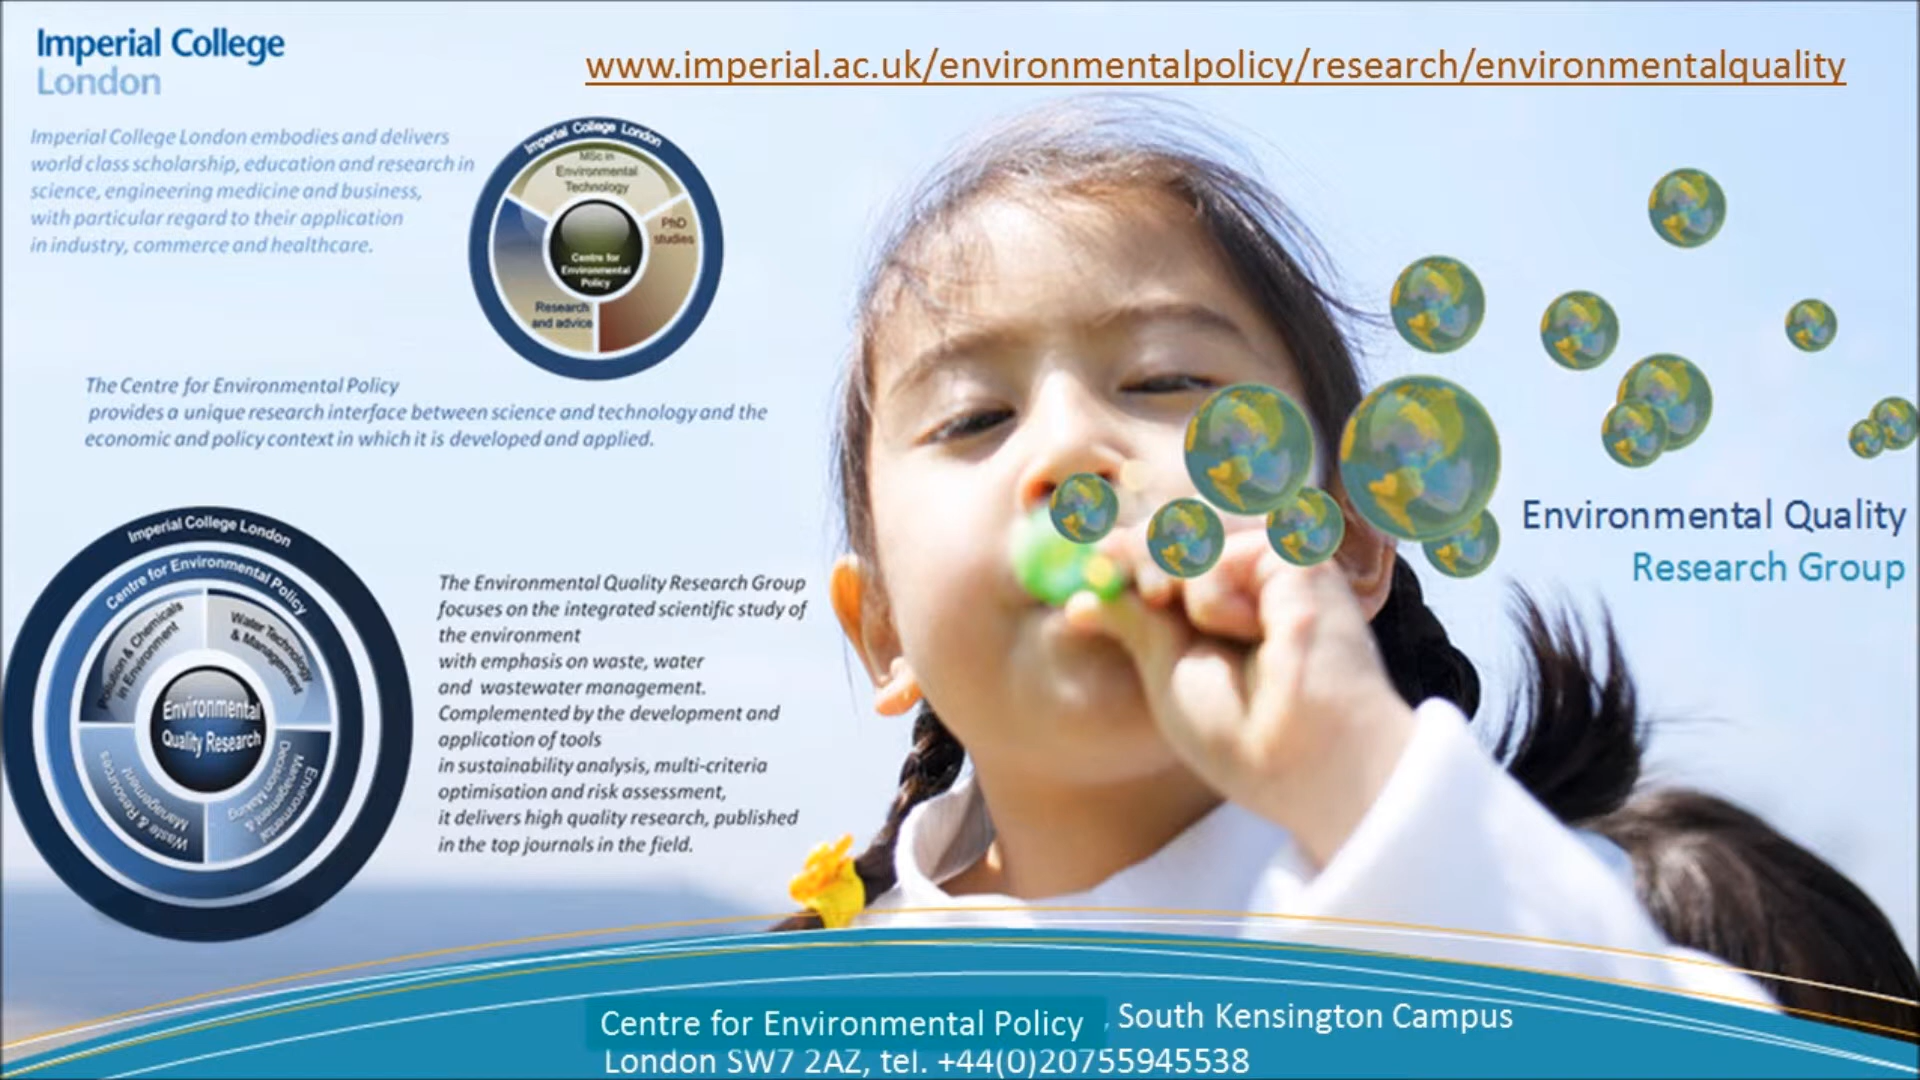 Imperial College
London
www.imperial.ac.uk/environmentalpolicy/research/environmentalquality
Imperial College London embodies and delivers
world class scholarship, education and research in
science, engineering medicine and business,
with particular regard to their application
in industry, commerce and healthcare.
Imperial College London
MSc in
Environmental
Technology
PhD
studies
Centre for
Environmental
Policy
Research
and advice
The Centre for Environmental Policy
provides a unique research interface between science and technology and the
economic and policy context in which it is developed and applied.
Environmental Quality
Research Group
Imperial College London
Centre for Environmental Policy
Pollution & Chemicals
in Environment
Water Technology
& Management
Environmental
Quality Research
Waste & Resources
Management
Environmental
Management &
Decision Making
The Environmental Quality Research Group
focuses on the integrated scientific study of
the environment
with emphasis on waste, water
and wastewater management.
Complemented by the development and
application of tools
in sustainability analysis, multi-criteria
optimisation and risk assessment,
it delivers high quality research, published
in the top journals in the field.
Centre for Environmental Policy , South Kensington Campus
London SW7 2AZ, tel. +44(0)20755945538